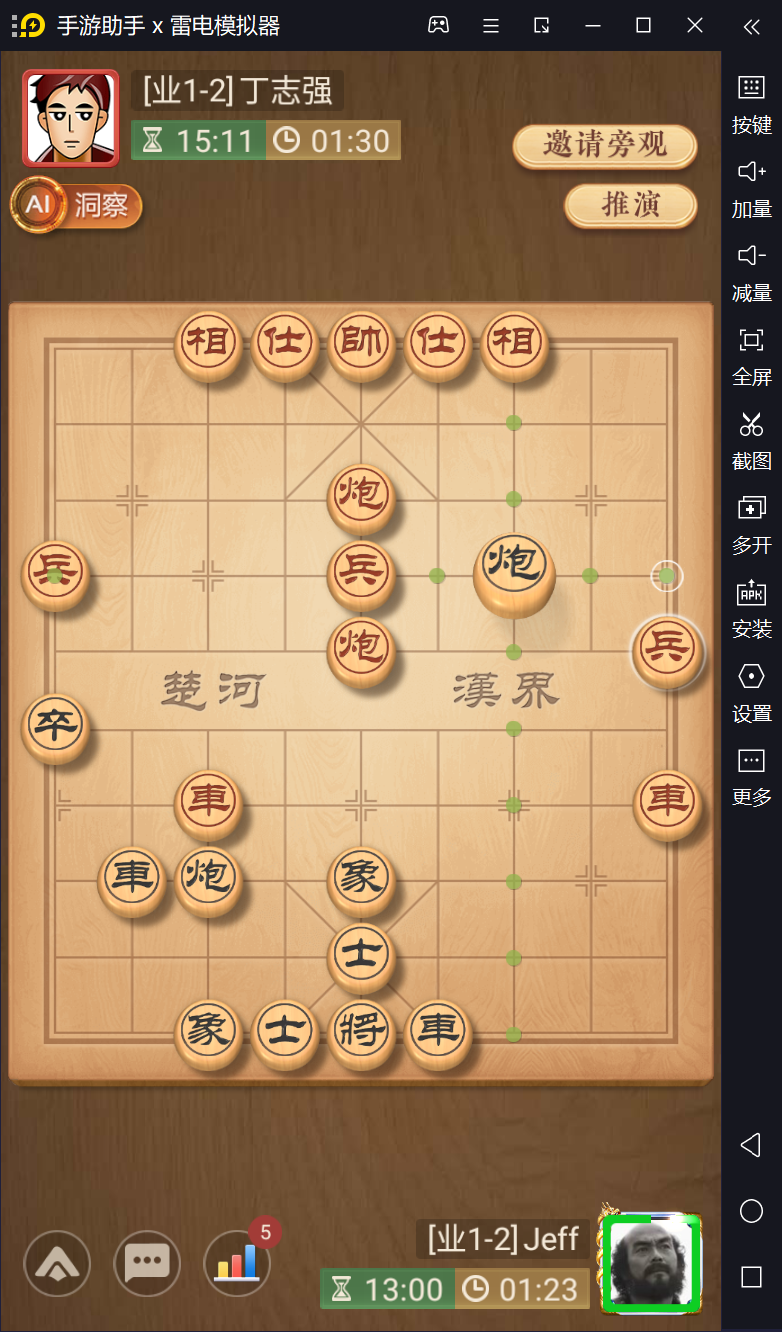 手游助手 x 雷电模拟器
[业1-2]丁志强
15:11 01:30
邀请旁观
AI 洞察
推演
相 仕 帥 仕 相
炮
兵 兵 炮
炮 兵
楚河 漢界
卒
車 車
車 炮 象
士
象 士 將 車
5
[业1-2]Jeff
13:00 01:23
按键
加量
减量
全屏
截图
多开
APK
安装
设置
更多